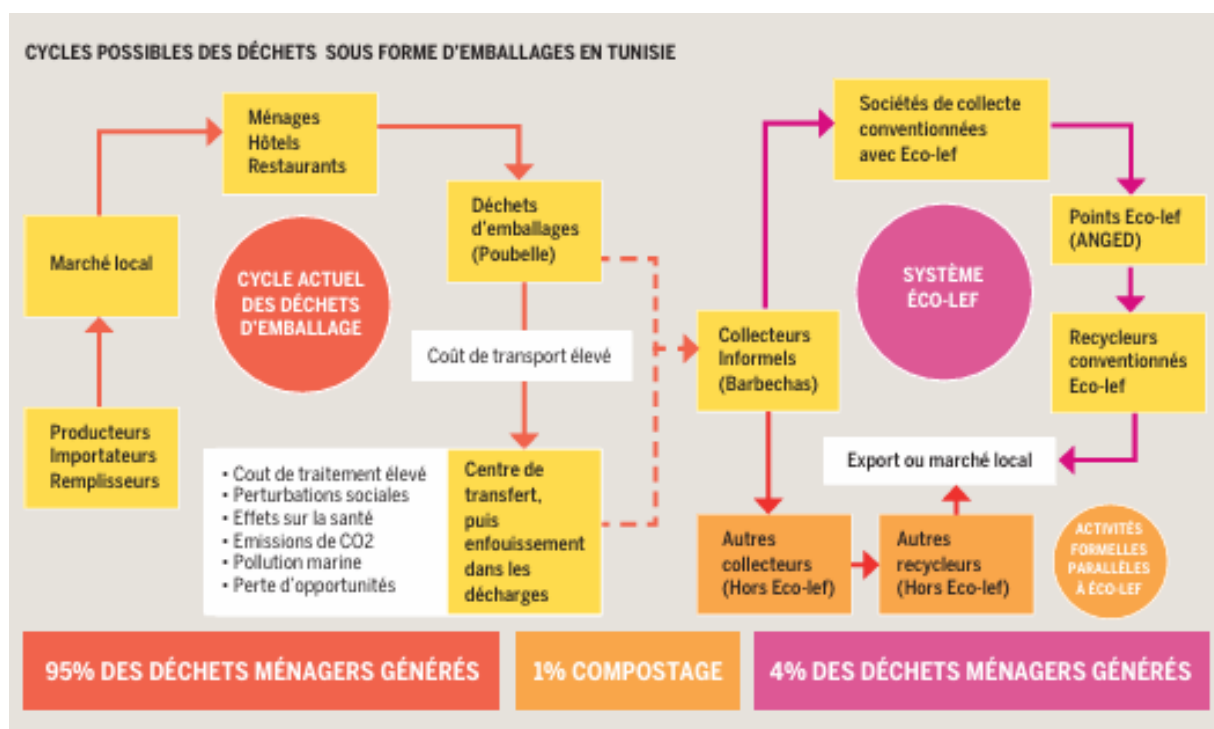 CYCLES POSSIBLES DES DÉCHETS SOUS FORME D'EMBALLAGES EN TUNISIE
Ménages
Hôtels
Restaurants
Marché local
Producteurs
Importateurs
Remplisseurs
CYCLE ACTUEL
DES DÉCHETS
D'EMBALLAGE
Déchets
d'emballages
(Poubelle)
Coût de transport élevé
▪ Cout de traitement élevé
▪ Perturbations sociales
▪ Effets sur la santé
▪ Emissions de CO2
▪ Pollution marine
▪ Perte d'opportunités
Centre de
transfert,
puis
enfouissement
dans les
décharges
Collecteurs
Informels
(Barbechas)
Sociétés de collecte
conventionnées
avec Eco-lef
SYSTÈME
ÉCO-LEF
Points Eco-lef
(ANGED)
Recycleurs
conventionnés
Eco-lef
Export ou marché local
Autres
collecteurs
(Hors Eco-lef)
Autres
recycleurs
(Hors Eco-lef)
ACTIVITÉS
FORMELLES
PARALLÈLES
À ÉCO-LEF
95% DES DÉCHETS MÉNAGERS GÉNÉRÉS
1% COMPOSTAGE
4% DES DÉCHETS MÉNAGERS GÉNÉRÉS